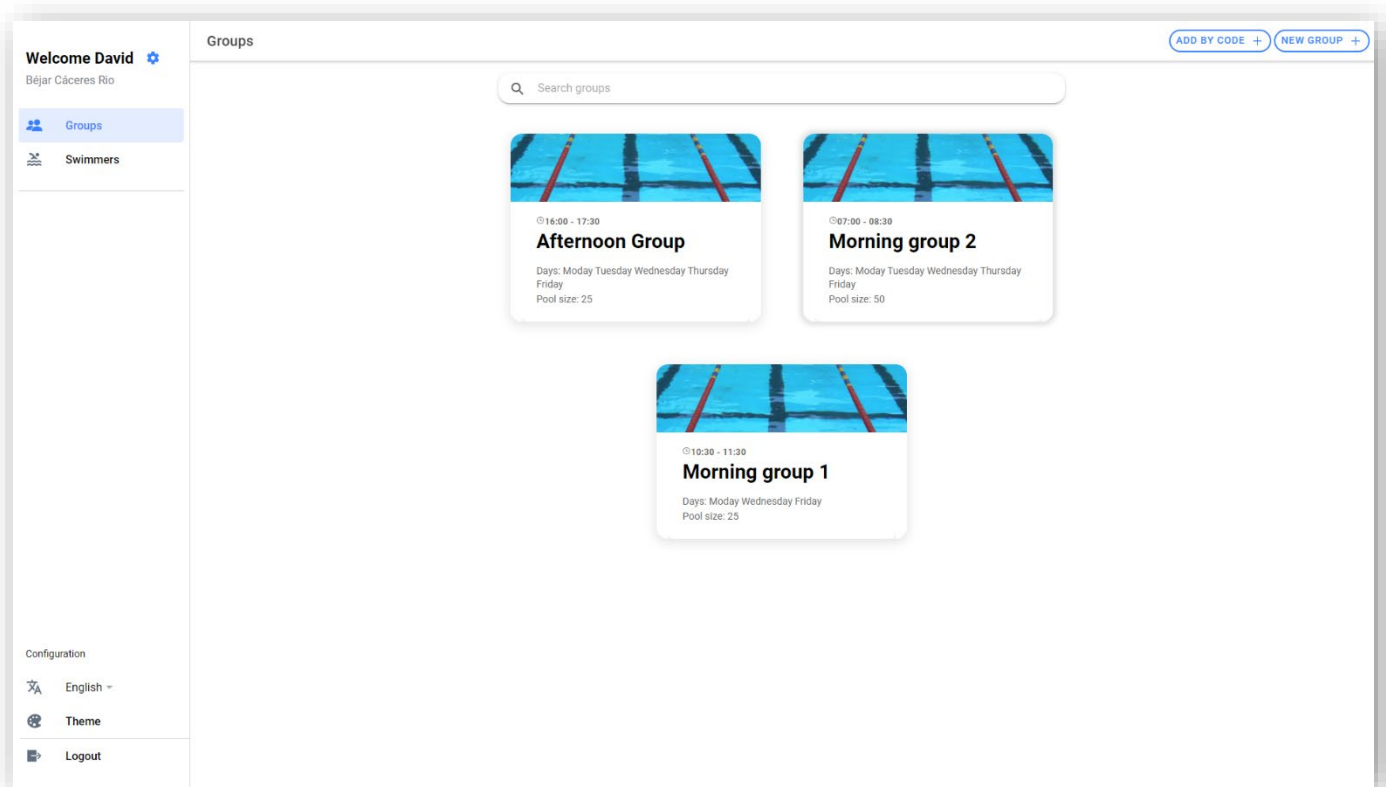 Welcome David
Béjar Cáceres Rio
Groups
Swimmers
Configuration
English
Theme
Logout
Groups
ADD BY CODE +
NEW GROUP +
Search groups
16:00 - 17:30
Afternoon Group
Days: Moday Tuesday Wednesday Thursday
Friday
Pool size: 25
07:00 - 08:30
Morning group 2
Days: Moday Tuesday Wednesday Thursday
Friday
Pool size: 50
10:30 - 11:30
Morning group 1
Days: Moday Wednesday Friday
Pool size: 25